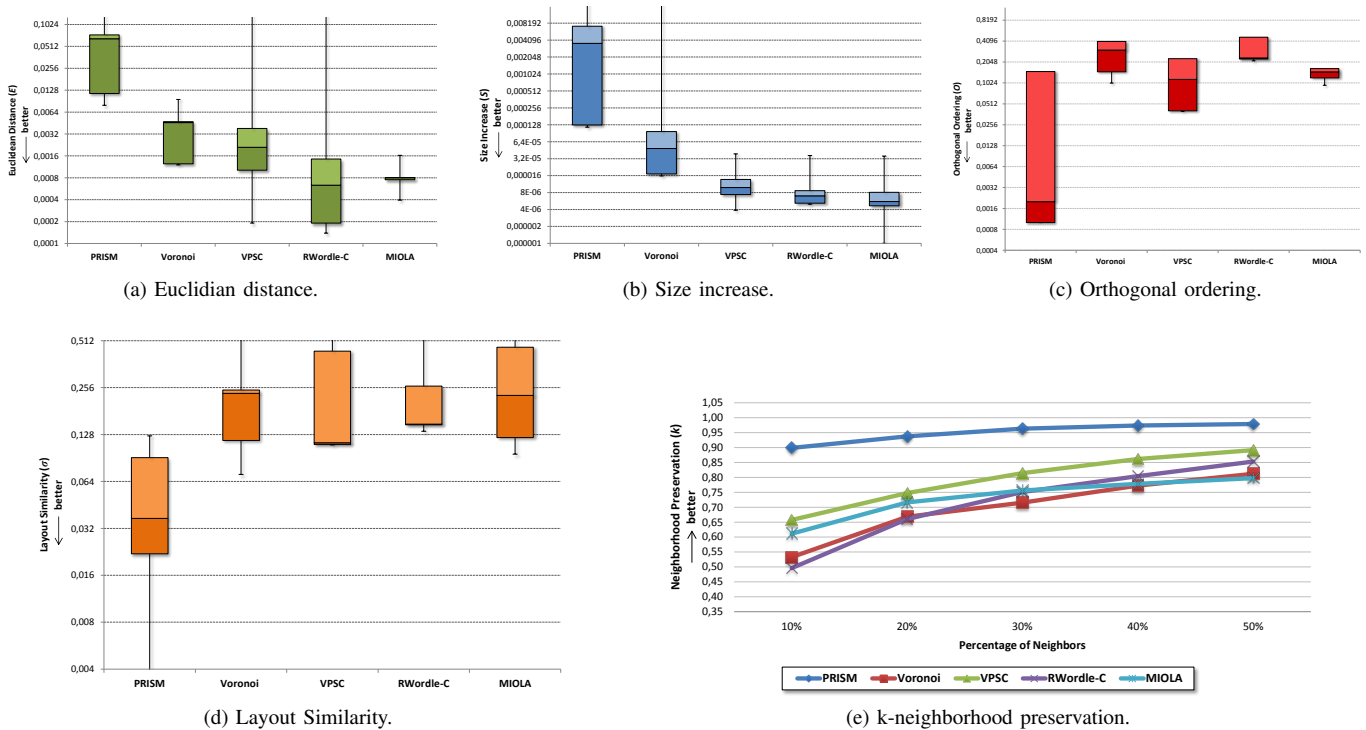 0,1024
0,0512
0,0256
0,0128
0,0064
0,0032
0,0016
0,0008
0,0004
0,0002
0,0001
Euclidean Distance (E)
better
PRISM Voronoi VPSC RWordle-C MIOLA
(a) Euclidian distance.
0,008192
0,004096
0,002048
0,001024
0,000512
0,000256
0,000128
6,4E-05
3,2E-05
0,000016
8E-06
4E-06
0,000002
0,000001
Size Increase (S)
better
PRISM Voronoi VPSC RWordle-C MIOLA
(b) Size increase.
0,8192
0,4096
0,2048
0,1024
0,0512
0,0256
0,0128
0,0064
0,0032
0,0016
0,0008
0,0004
Orthogonal Ordering (O)
better
PRISM Voronoi VPSC RWordle-C MIOLA
(c) Orthogonal ordering.
0,512
0,256
0,128
0,064
0,032
0,016
0,008
0,004
Layout Similarity (σ)
better
PRISM Voronoi VPSC RWordle-C MIOLA
(d) Layout Similarity.
1,05
1,00
0,95
0,90
0,85
0,80
0,75
0,70
0,65
0,60
0,55
0,50
0,45
0,40
0,35
Neighborhood Preservation (k)
better
10% 20% 30% 40% 50%
Percentage of Neighbors
PRISM Voronoi VPSC RWordle-C MIOLA
(e) k-neighborhood preservation.